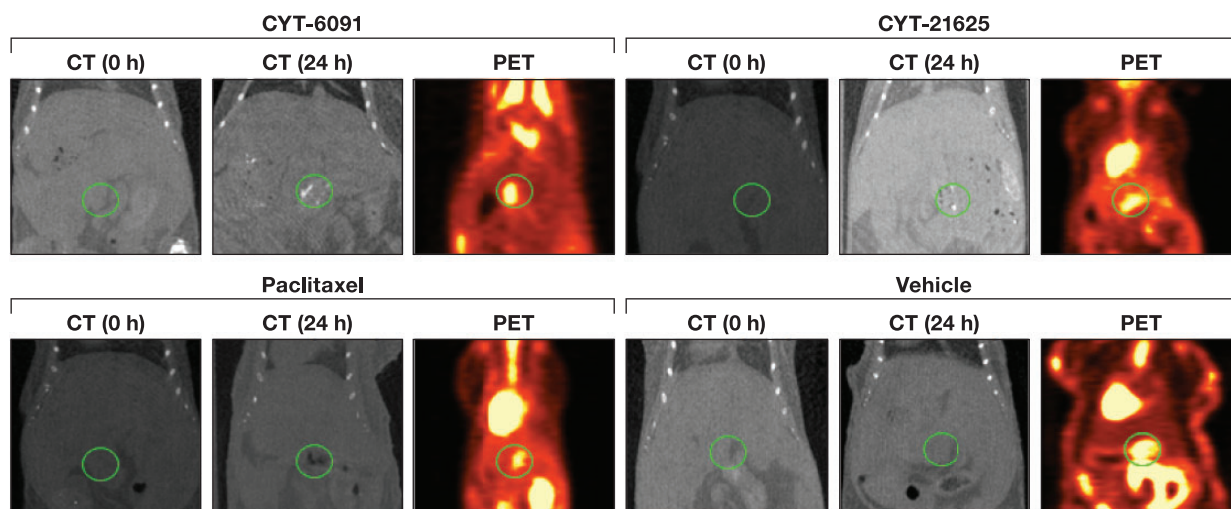 CYT-6091 CYT-21625
CT (0 h) CT (24 h) PET CT (0 h) CT (24 h) PET
Paclitaxel Vehicle
CT (0 h) CT (24 h) PET CT (0 h) CT (24 h) PET